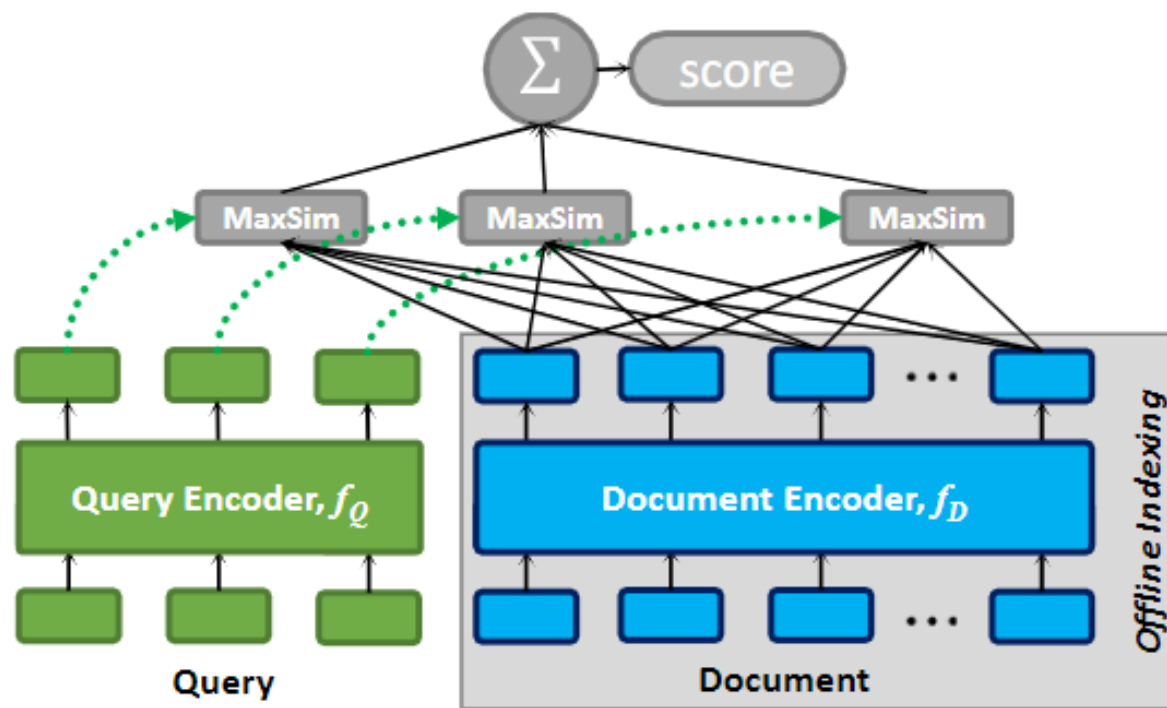 Σ
score
MaxSim
MaxSim
MaxSim
...
Query Encoder, f_Q
Document Encoder, f_D
...
Query
Document
Offline Indexing